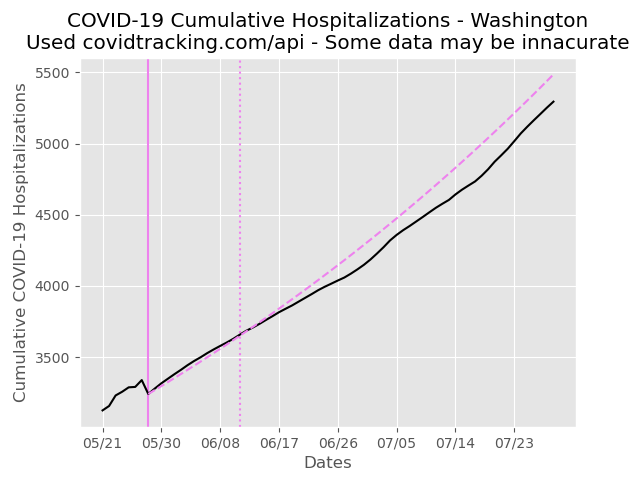 COVID-19 Cumulative Hospitalizations - Washington
Used covidtracking.com/api - Some data may be innacurate
Cumulative COVID-19 Hospitalizations
5500
5000
4500
4000
3500
05/21 05/30 06/08 06/17 06/26 07/05 07/14 07/23
Dates